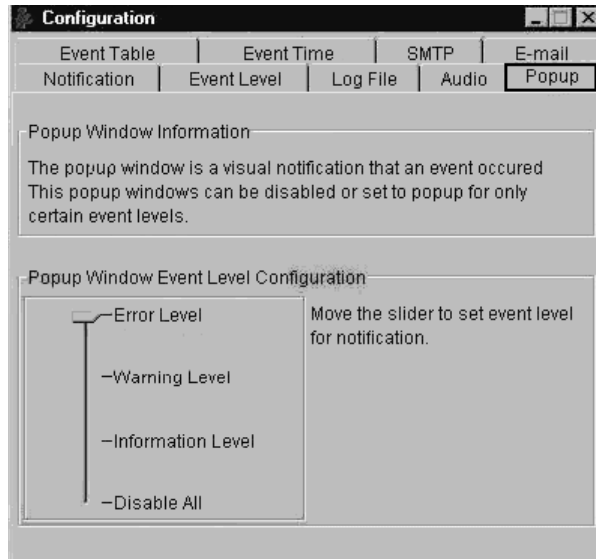 Configuration
Event Table Event Time SMTP E-mail
Notification Event Level Log File Audio Popup
Popup Window Information
The popup window is a visual notification that an event occured
This popup windows can be disabled or set to popup for only
certain event levels.
Popup Window Event Level Configuration
Error Level
Warning Level
Information Level
Disable All
Move the slider to set event level
for notification.